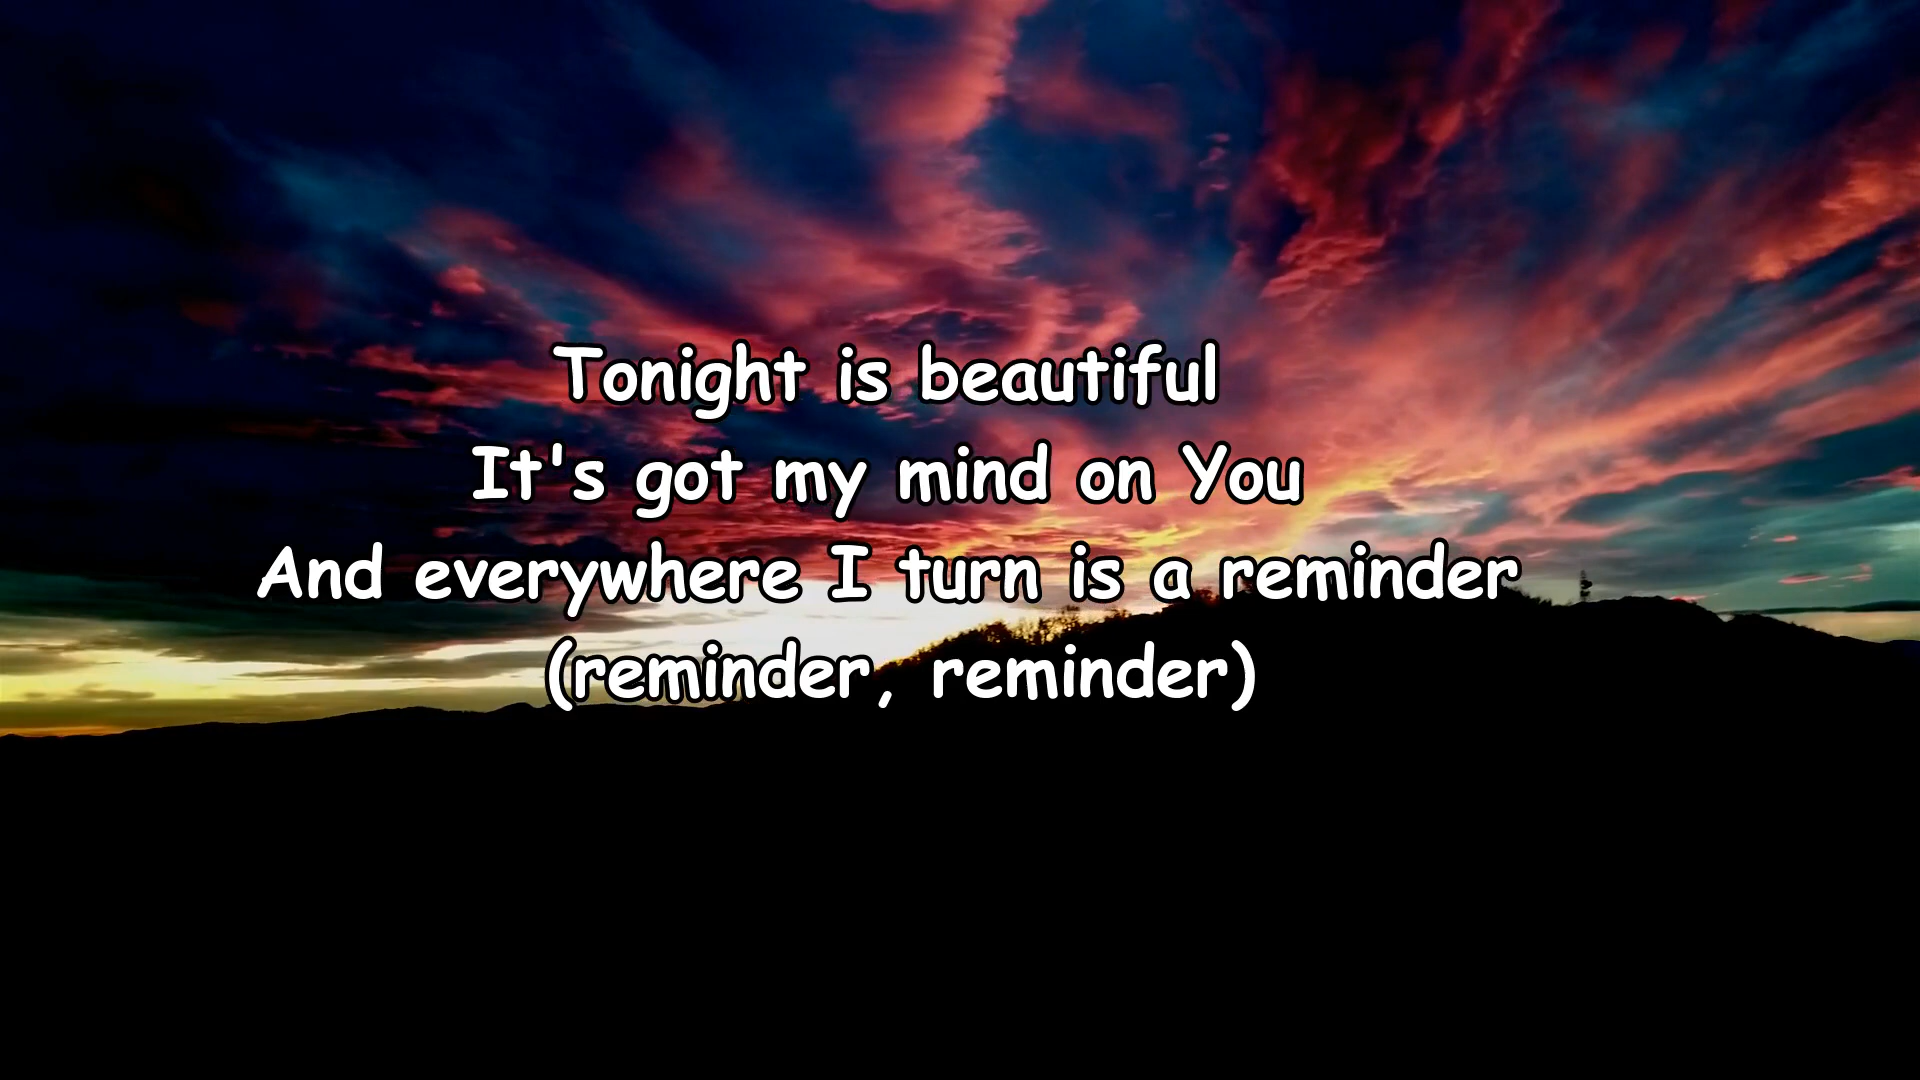 Tonight is beautiful
It's got my mind on You
And everywhere I turn is a reminder
(reminder, reminder)